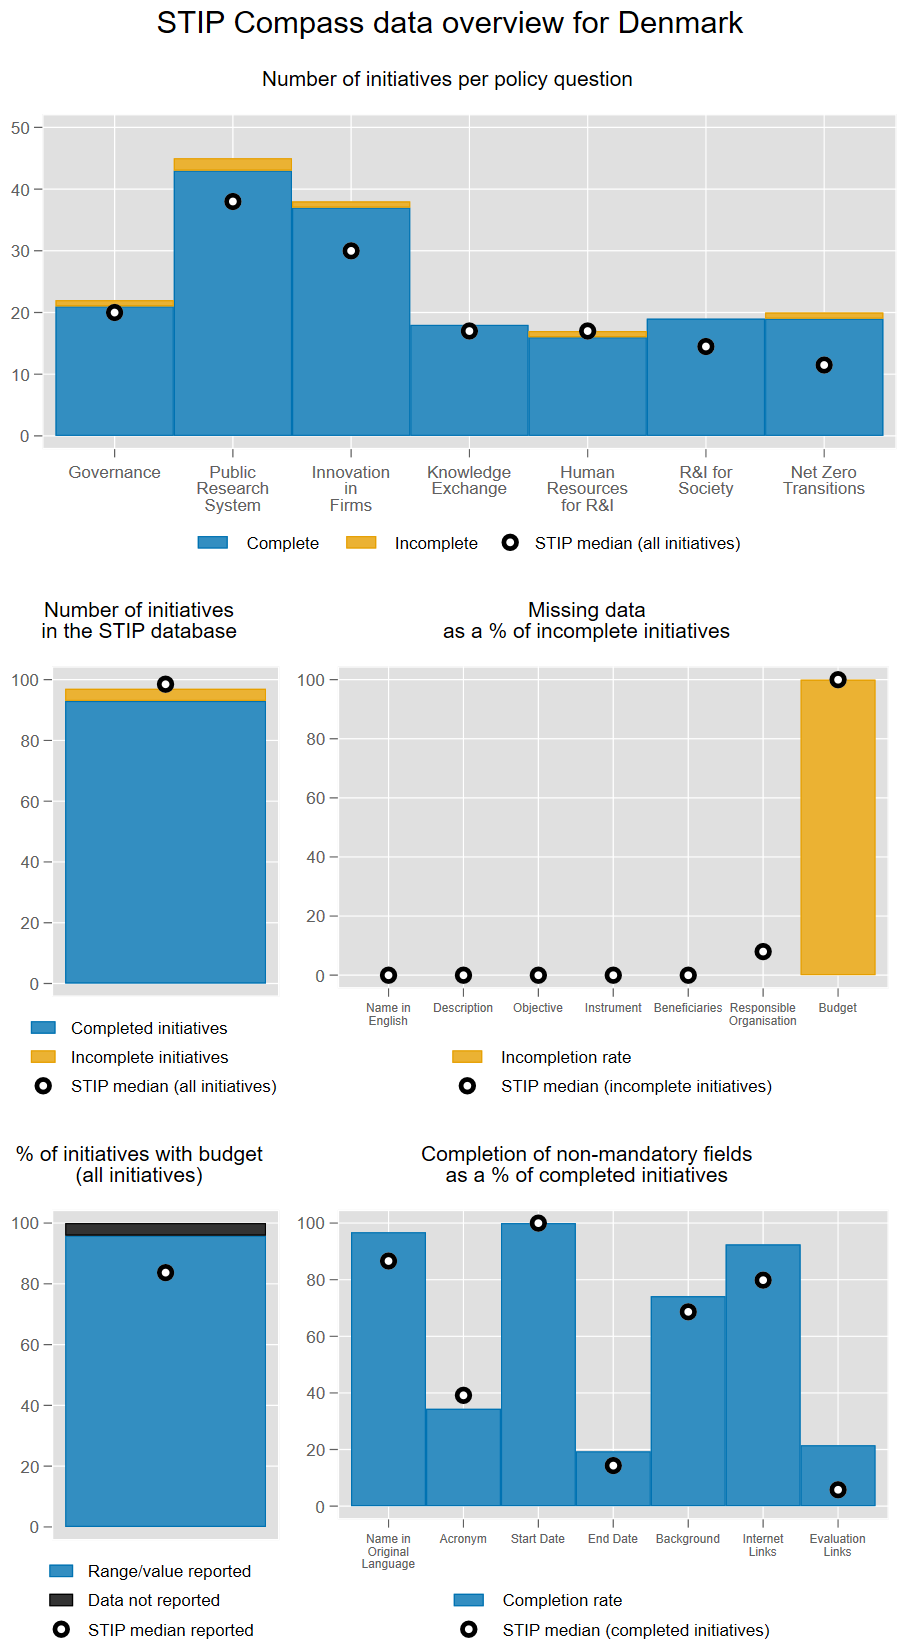 STIP Compass data overview for Denmark
Number of initiatives per policy question
50
40
30
20
10
0
Governance
Public
Research
System
Innovation
in
Firms
Knowledge
Exchange
Human
Resources
for R&I
R&I for
Society
Net Zero
Transitions
Complete
Incomplete
STIP median (all initiatives)
Number of initiatives
in the STIP database
100
80
60
40
20
0
Completed initiatives
Incomplete initiatives
STIP median (all initiatives)
Missing data
as a % of incomplete initiatives
100
80
60
40
20
0
Name in
English
Description
Objective
Instrument
Beneficiaries
Responsible
Organisation
Budget
Incompletion rate
STIP median (incomplete initiatives)
% of initiatives with budget
(all initiatives)
100
80
60
40
20
0
Range/value reported
Data not reported
STIP median reported
Completion of non-mandatory fields
as a % of completed initiatives
100
80
60
40
20
0
Name in
Original
Language
Acronym
Start Date
End Date
Background
Internet
Links
Evaluation
Links
Completion rate
STIP median (completed initiatives)